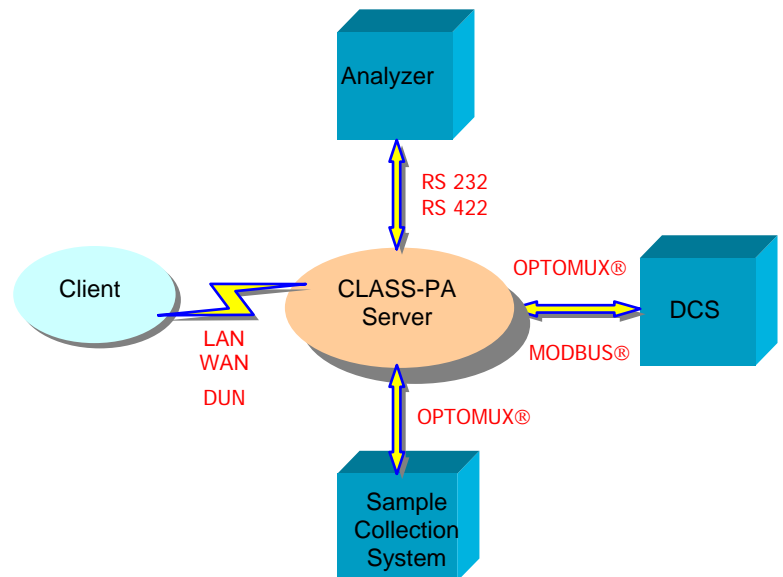 Analyzer
RS 232
RS 422
Client
CLASS-PA
Server
OPTOMUX®
DCS
MODBUS®
LAN
WAN
DUN
OPTOMUX®
Sample
Collection
System